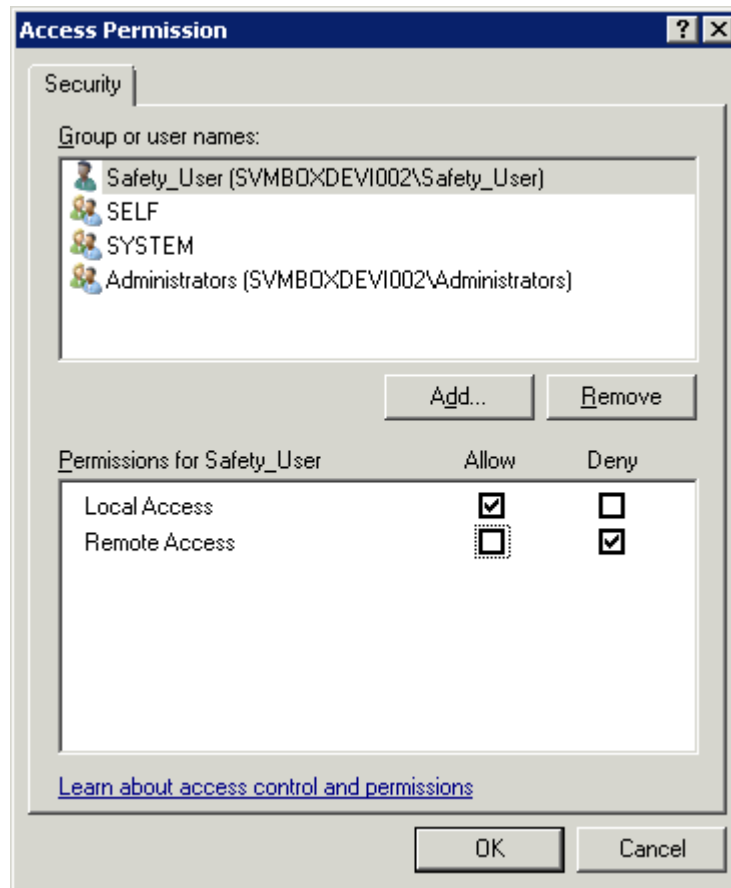 Access Permission
Security
Group or user names:
Safety_User (SVMBOXDEVI002\Safety_User)
SELF
SYSTEM
Administrators (SVMBOXDEVI002\Administrators)
Add... Remove
Permissions for Safety_User Allow Deny
Local Access
Remote Access
Learn about access control and permissions
OK Cancel